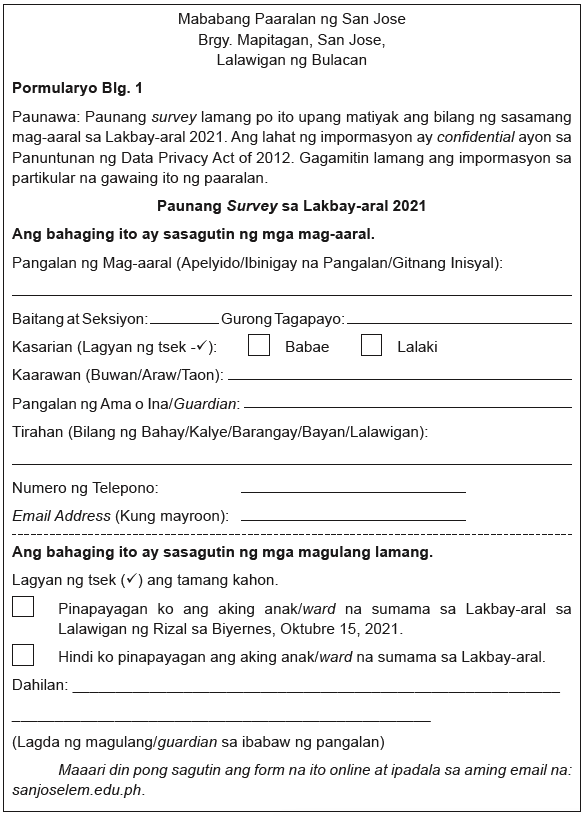 Mababang Paaralan ng San Jose
Brgy. Mapitagan, San Jose,
Lalawigan ng Bulacan
Pormularyo Blg. 1
Paunawa: Paunang survey lamang po ito upang matiyak ang bilang ng sasamang
mag-aaral sa Lakbay-aral 2021. Ang lahat ng impormasyon ay confidential ayon sa
Panuntunan ng Data Privacy Act of 2012. Gagamitin lamang ang impormasyon sa
partikular na gawaing ito ng paaralan.
Paunang Survey sa Lakbay-aral 2021
Ang bahaging ito ay sasagutin ng mga mag-aaral.
Pangalan ng Mag-aaral (Apelyido/Ibinigay na Pangalan/Gitnang Inisyal):
Baitang at Seksiyon: Gurong Tagapayo:
Kasarian (Lagyan ng tsek -✓): Babae Lalaki
Kaarawan (Buwan/Araw/Taon):
Pangalan ng Ama o Ina/Guardian:
Tirahan (Bilang ng Bahay/Kalye/Barangay/Bayan/Lalawigan):
Numero ng Telepono:
Email Address (Kung mayroon):
Ang bahaging ito ay sasagutin ng mga magulang lamang.
Lagyan ng tsek (✓) ang tamang kahon.
Pinapayagan ko ang aking anak/ward na sumama sa Lakbay-aral sa
Lalawigan ng Rizal sa Biyernes, Oktubre 15, 2021.
Hindi ko pinapayagan ang aking anak/ward na sumama sa Lakbay-aral.
Dahilan:
(Lagda ng magulang/guardian sa ibabaw ng pangalan)
Maaari din pong sagutin ang form na ito online at ipadala sa aming email na:
sanjoselem.edu.ph.